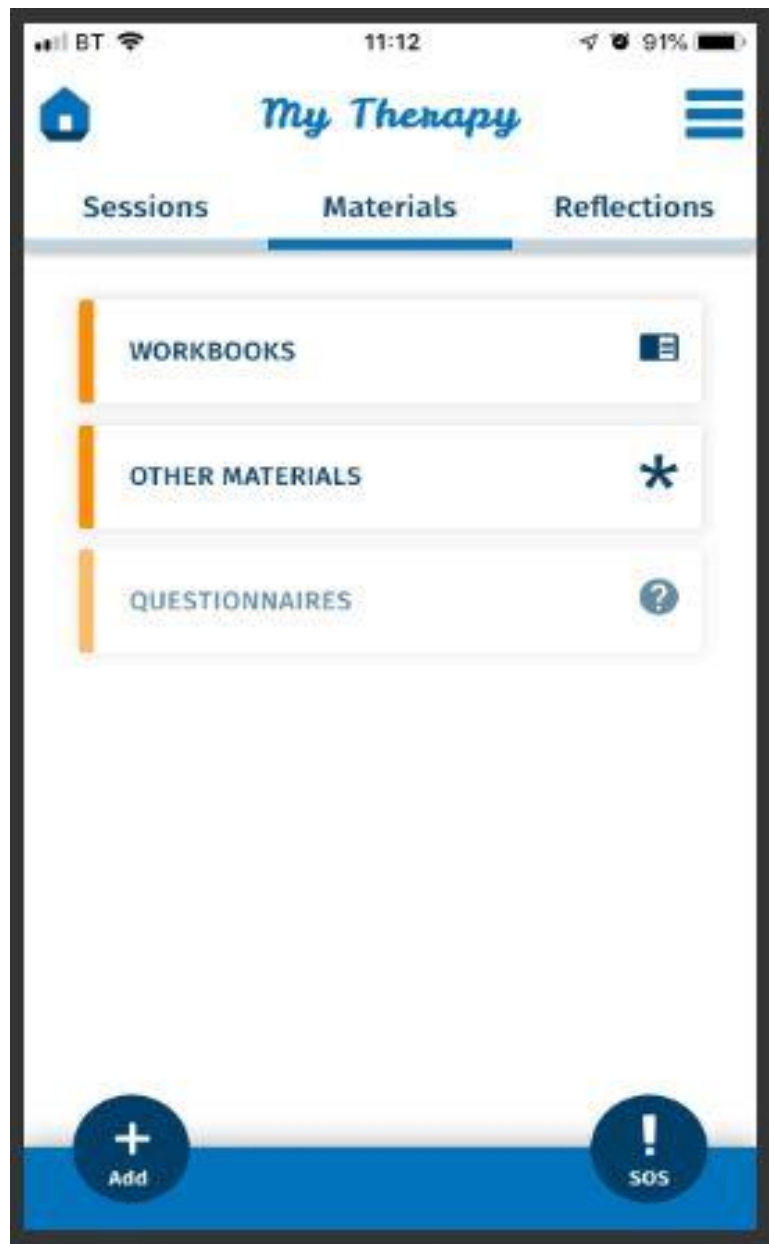 BT 11:12 91%
My Therapy
Sessions Materials Reflections
WORKBOOKS
OTHER MATERIALS
QUESTIONNAIRES
Add SOS